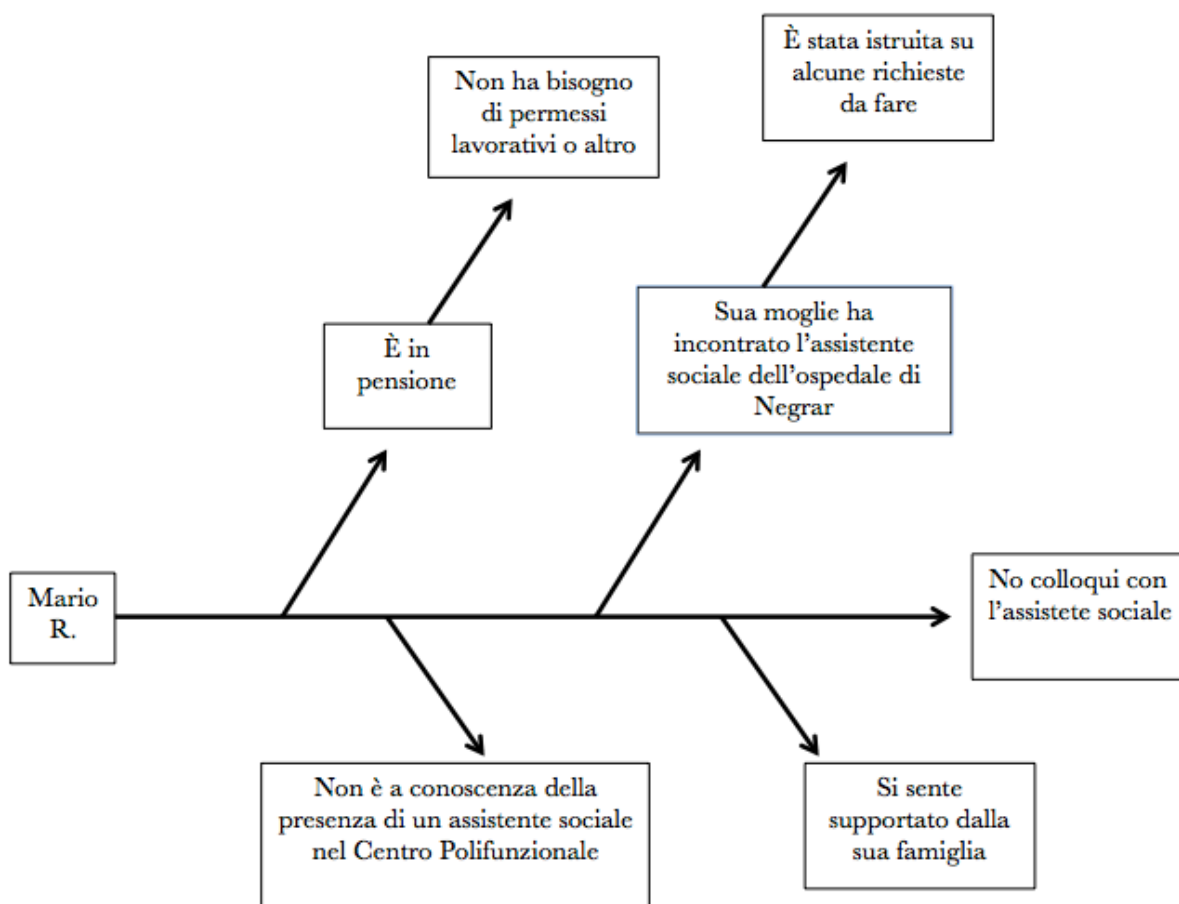 È stata istruita su
alcune richieste
da fare
Non ha bisogno
di permessi
lavorativi o altro
Sua moglie ha
incontrato l'assistente
sociale dell'ospedale di
Negrar
È in
pensione
Mario
R.
No colloqui con
l'assistete sociale
Non è a conoscenza della
presenza di un assistente sociale
nel Centro Polifunzionale
Si sente
supportato dalla
sua famiglia